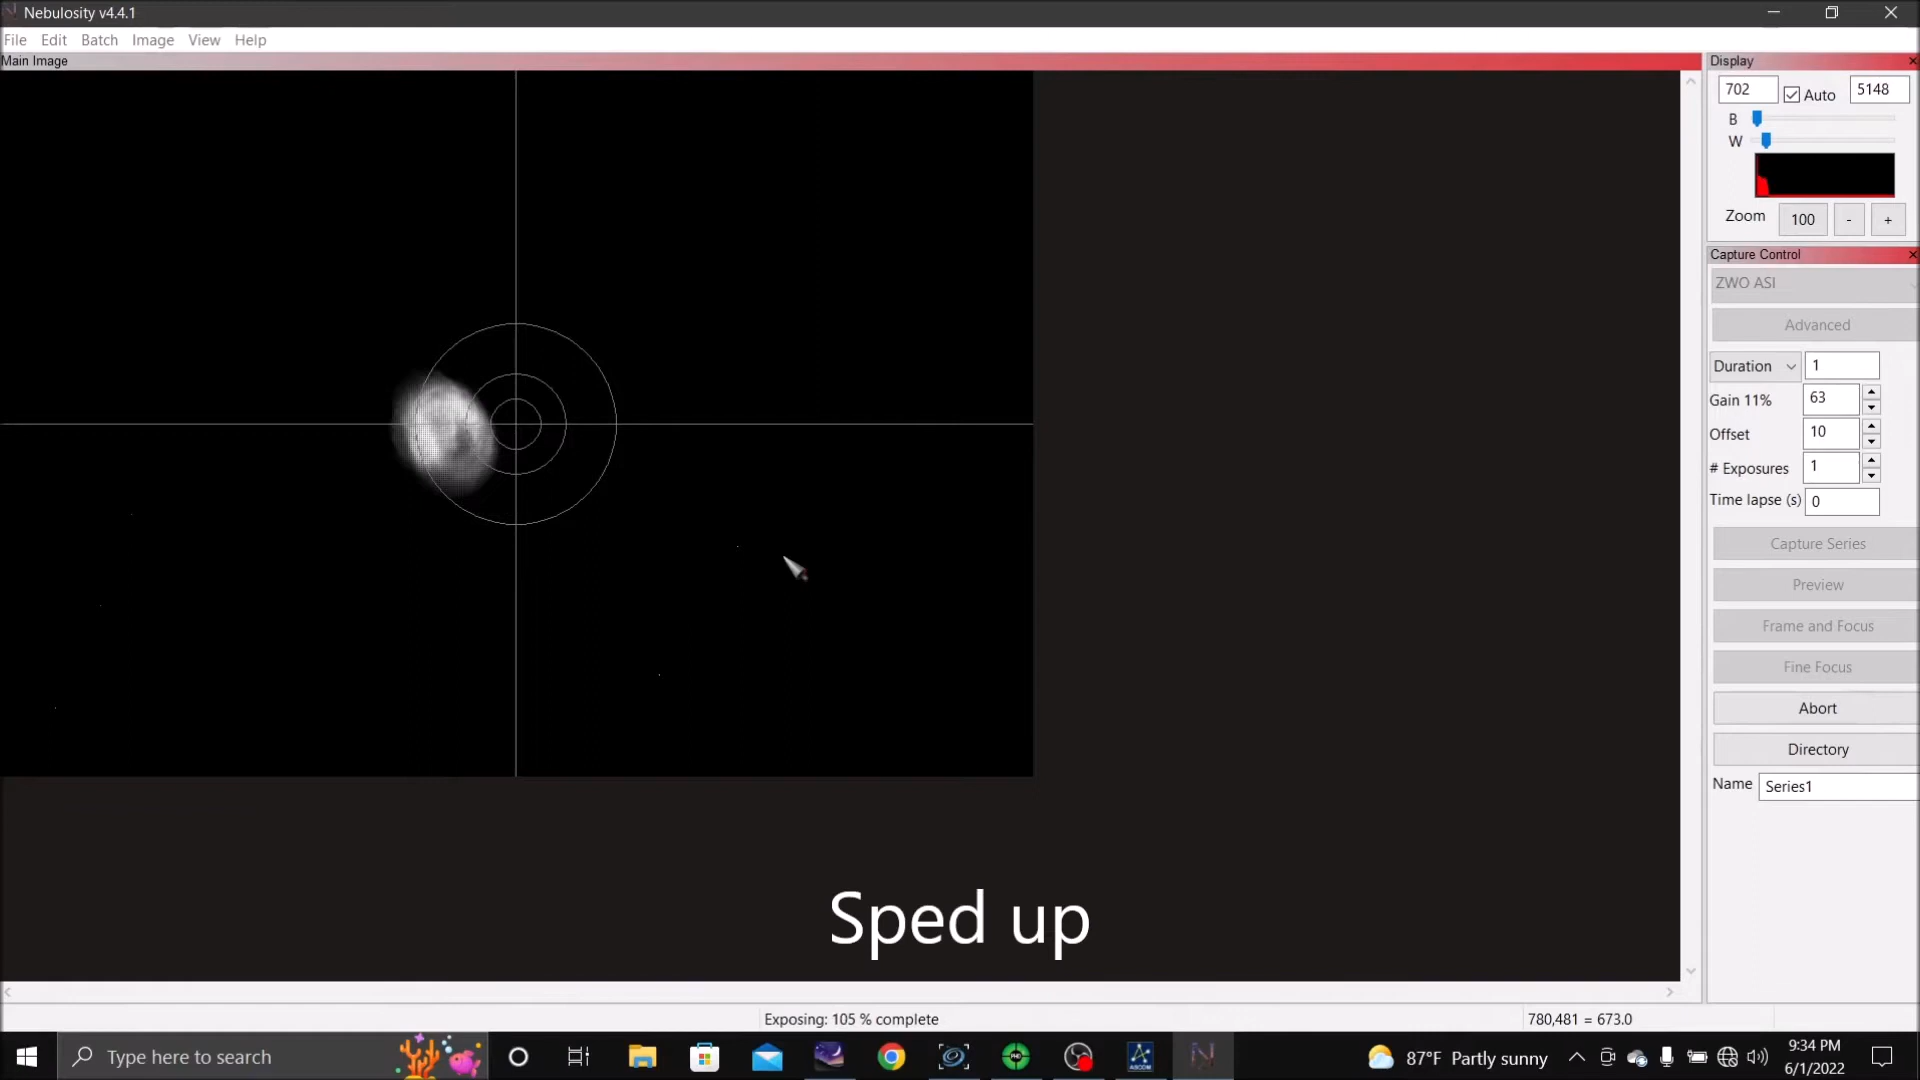 Nebulosity v4.4.1
File Edit Batch Image View Help
Main Image
Display
702 Auto 5148
B
W
Zoom 100 - +
Capture Control
ZWO ASI
Advanced
Duration 1
Gain 11% 63
Offset 10
# Exposures 1
Time lapse (s) 0
Capture Series
Preview
Frame and Focus
Fine Focus
Abort
Directory
Name Series1
Sped up
Exposing: 105 % complete 780,481 = 673.0
Type here to search
PHD
ASCOM
87°F Partly sunny
9:34 PM
6/1/2022